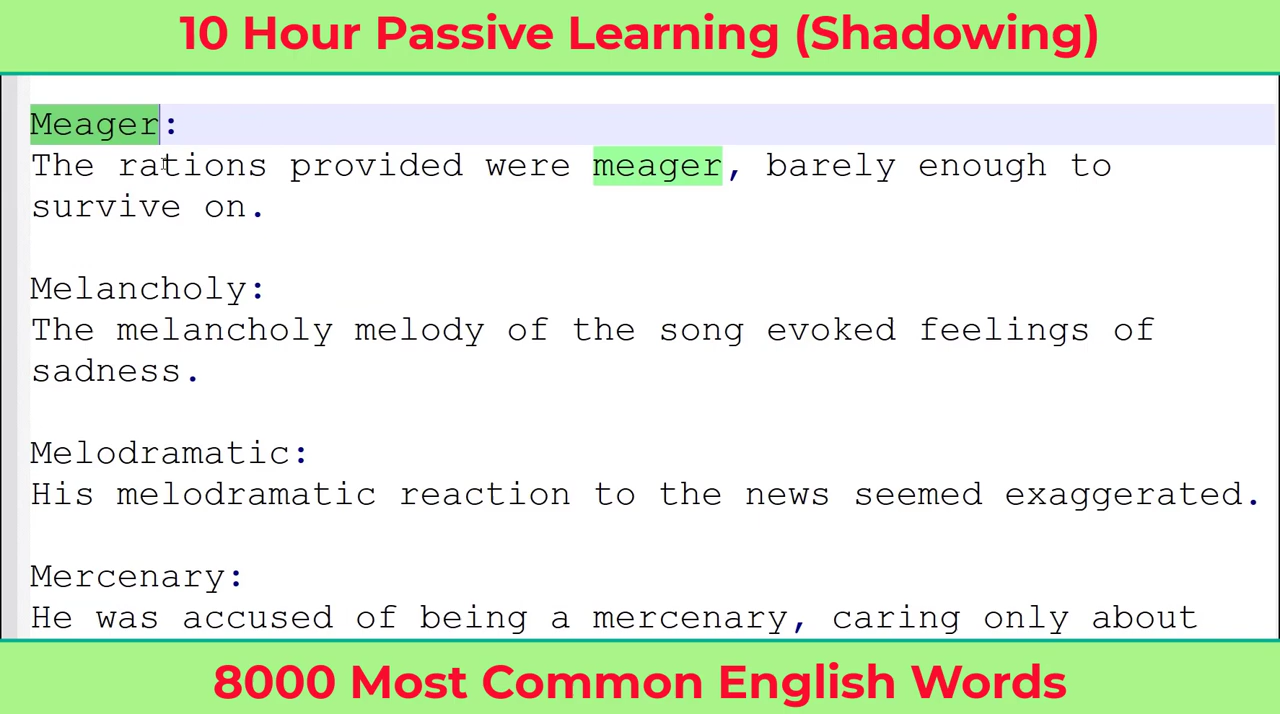 10 Hour Passive Learning (Shadowing)
Meager:
The rations provided were meager, barely enough to
survive on.
Melancholy:
The melancholy melody of the song evoked feelings of
sadness.
Melodramatic:
His melodramatic reaction to the news seemed exaggerated.
Mercenary:
He was accused of being a mercenary, caring only about
8000 Most Common English Words